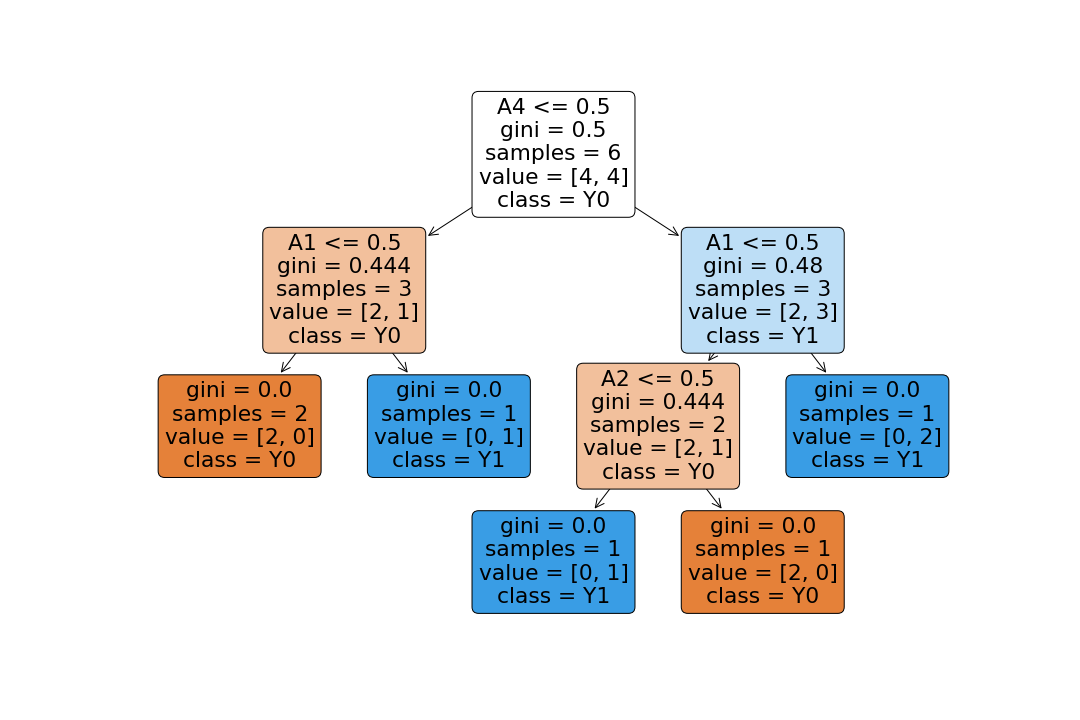 A4 <= 0.5
gini = 0.5
samples = 6
value = [4, 4]
class = Y0
A1 <= 0.5
gini = 0.444
samples = 3
value = [2, 1]
class = Y0
A1 <= 0.5
gini = 0.48
samples = 3
value = [2, 3]
class = Y1
gini = 0.0
samples = 2
value = [2, 0]
class = Y0
gini = 0.0
samples = 1
value = [0, 1]
class = Y1
A2 <= 0.5
gini = 0.444
samples = 2
value = [2, 1]
class = Y0
gini = 0.0
samples = 1
value = [0, 2]
class = Y1
gini = 0.0
samples = 1
value = [0, 1]
class = Y1
gini = 0.0
samples = 1
value = [2, 0]
class = Y0